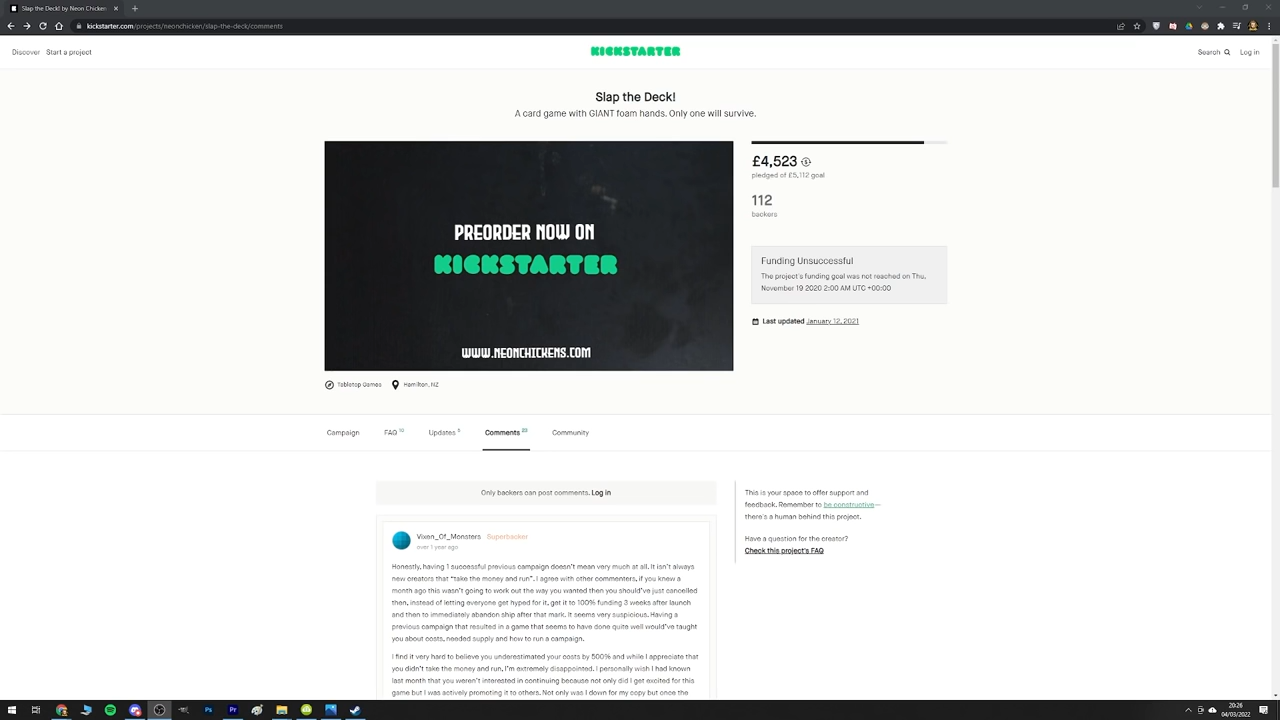 Slap the Deck! by Neon Chicken
kickstarter.com/projects/neonchicken/slap-the-deck/comments
Discover Start a project
KICKSTARTER
Search Log in
Slap the Deck!
A card game with GIANT foam hands. Only one will survive.
PREORDER NOW ON
KICKSTARTER
WWW.NEONCHICKENS.COM
£4,523
pledged of £5,112 goal
112
backers
Funding Unsuccessful
The project's funding goal was not reached on Thu,
November 19 2020 2:00 AM UTC +00:00
Last updated January 12, 2021
Tabletop Games Hamilton, NZ
Campaign FAQ Updates Comments Community
Only backers can post comments. Log in
Vixen_Of_Monsters Superbacker
over 1 year ago
Honestly, having 1 successful previous campaign doesn't mean very much at all. It isn't always
new creators that "take the money and run". I agree with other commenters, if you knew a
month ago this wasn't going to work out the way you wanted then you should've just cancelled
then, instead of letting everyone get hyped for it, get it to 100% funding 3 weeks after launch
and then to immediately abandon ship after that mark. It seems very suspicious. Having a
previous campaign that resulted in a game that seems to have done quite well would've taught
you about costs, needed supply and how to run a campaign.
I find it very hard to believe you underestimated your costs by 500% and while I appreciate that
you didn't take the money and run, I'm extremely disappointed. I personally wish I had known
last month that you weren't interested in continuing because not only did I get excited for this
game but I was actively promoting it to others. Not only was I down for my copy but once the
This is your space to offer support and
feedback. Remember to be constructive—
there's a human behind this project.
Have a question for the creator?
Check this project's FAQ
20:26
04/03/2022